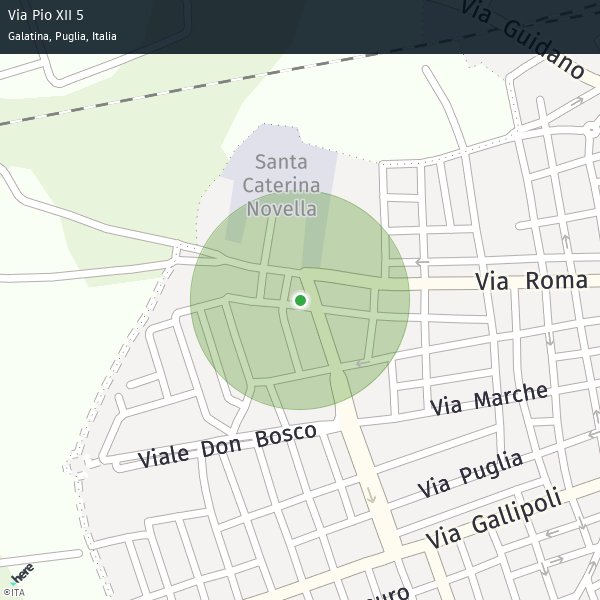 Via Pio XII 5
Galatina, Puglia, Italia
Via Guidano
Santa
Caterina
Novella
Via Roma
Via Marche
Viale Don Bosco
Via Puglia
Via Gallipoli
uro
here
©ITA